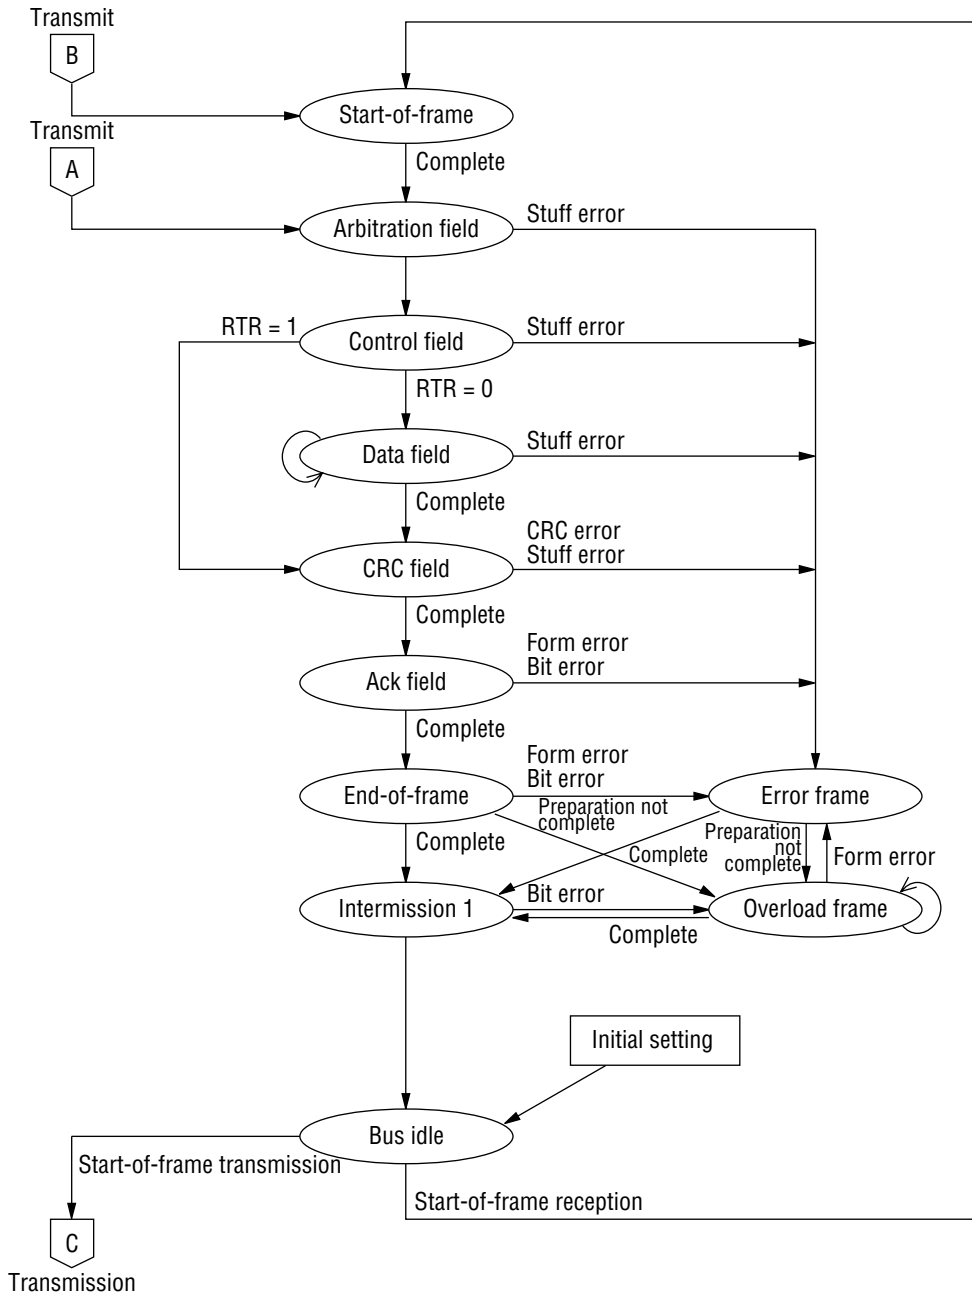 Transmit
B
Start-of-frame
Transmit
Complete
A
Arbitration field
Stuff error
RTR = 1
Control field
Stuff error
RTR = 0
Data field
Stuff error
Complete
CRC error
Stuff error
CRC field
Complete
Form error
Bit error
Ack field
Complete
Form error
Bit error
End-of-frame
Error frame
Preparation not
complete
Complete
Complete
Preparation
not
complete
Form error
Intermission 1
Bit error
Overload frame
Complete
Initial setting
Bus idle
Start-of-frame transmission
Start-of-frame reception
C
Transmission